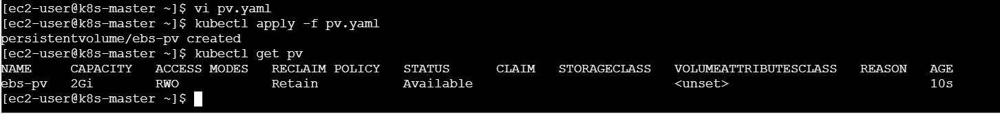 [ec2-user@k8s-master ~]$ vi pv.yaml
[ec2-user@k8s-master ~]$ kubectl apply -f pv.yaml
persistentvolume/ebs-pv created
[ec2-user@k8s-master ~]$ kubectl get pv
NAME     CAPACITY   ACCESS MODES   RECLAIM POLICY   STATUS      CLAIM   STORAGECLASS   VOLUMEATTRIBUTESCLASS   REASON   AGE
ebs-pv   2Gi        RWO            Retain           Available                          <unset>                          10s
[ec2-user@k8s-master ~]$